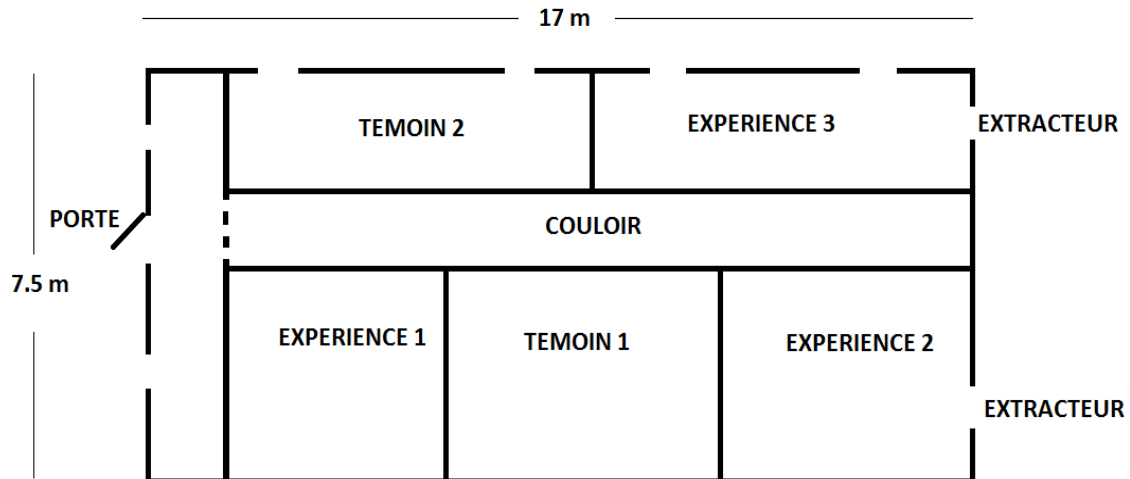 17 m
TEMOIN 2
EXPERIENCE 3
EXTRACTEUR
PORTE
COULOIR
7.5 m
EXPERIENCE 1
TEMOIN 1
EXPERIENCE 2
EXTRACTEUR